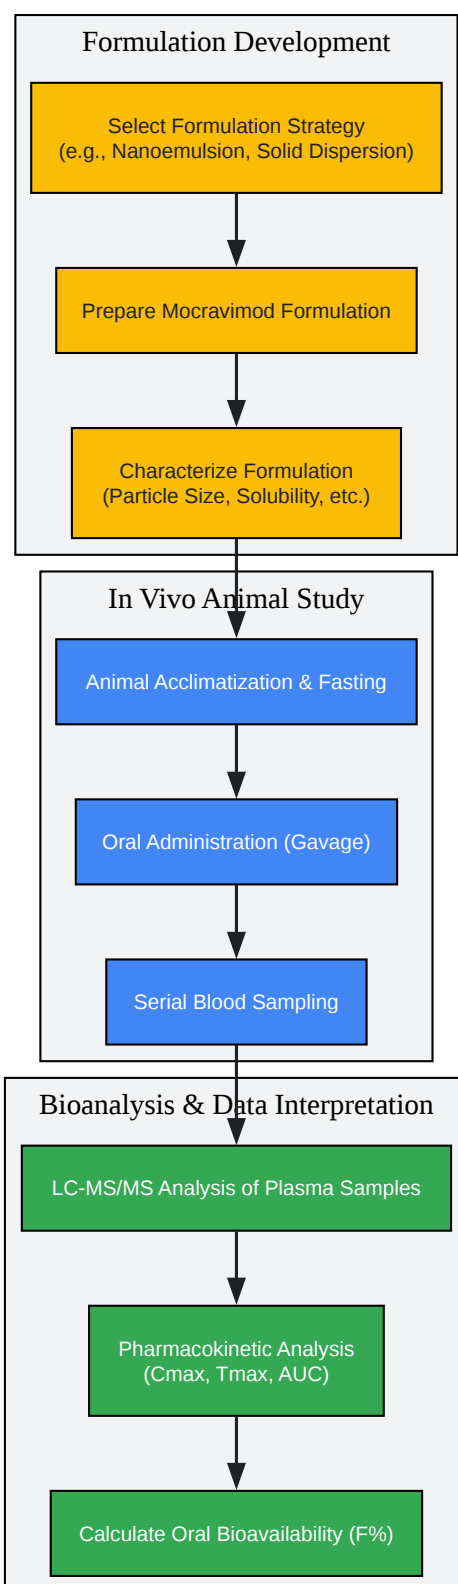 Formulation Development
Select Formulation Strategy
(e.g., Nanoemulsion, Solid Dispersion)
Prepare Mocravimod Formulation
Characterize Formulation
(Particle Size, Solubility, etc.)
In Vivo Animal Study
Animal Acclimatization & Fasting
Oral Administration (Gavage)
Serial Blood Sampling
Bioanalysis & Data Interpretation
LC-MS/MS Analysis of Plasma Samples
Pharmacokinetic Analysis
(Cmax, Tmax, AUC)
Calculate Oral Bioavailability (F%)